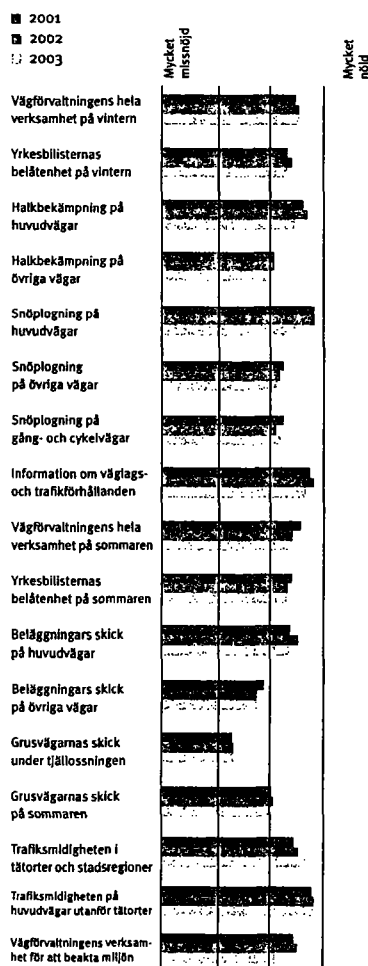 2001
2002
2003
Mycket
missnöjd
Mycket
nöjd
Vägförvaltningens hela
verksamhet på vintern
Yrkesbilisternas
belåtenhet på vintern
Halkbekämpning på
huvudvägar
Halkbekämpning på
övriga vägar
Snöplogning på
huvudvägar
Snöplogning
på övriga vägar
Snöplogning på
gång- och cykelvägar
Information om väglags-
och trafikförhållanden
Vägförvaltningens hela
verksamhet på sommaren
Yrkesbilisternas
belåtenhet på sommaren
Beläggningars skick
på huvudvägar
Beläggningars skick
på övriga vägar
Grusvägarnas skick
under tjällossningen
Grusvägarnas skick
på sommaren
Trafiksmidigheten i
tätorter och stadsregioner
Trafiksmidigheten på
huvudvägar utanför tätorter
Vägförvaltningens verksam-
het för att beakta miljön